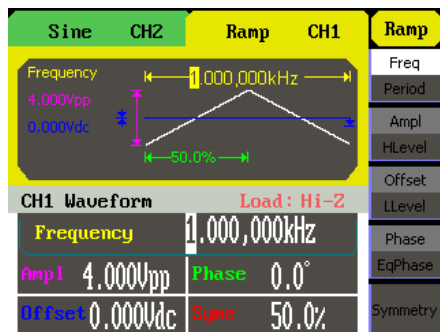 Sine CH2 Ramp CH1 Ramp
Frequency 1.000,000kHz
4.000Vpp
0.000Vdc
50.0%
Freq
Period
Ampl
HLevel
Offset
LLevel
Phase
EqPhase
Symmetry
CH1 Waveform Load: Hi-Z
Frequency 1.000,000kHz
Ampl 4.000Vpp Phase 0.0°
Offset 0.000Vdc Syme 50.0%